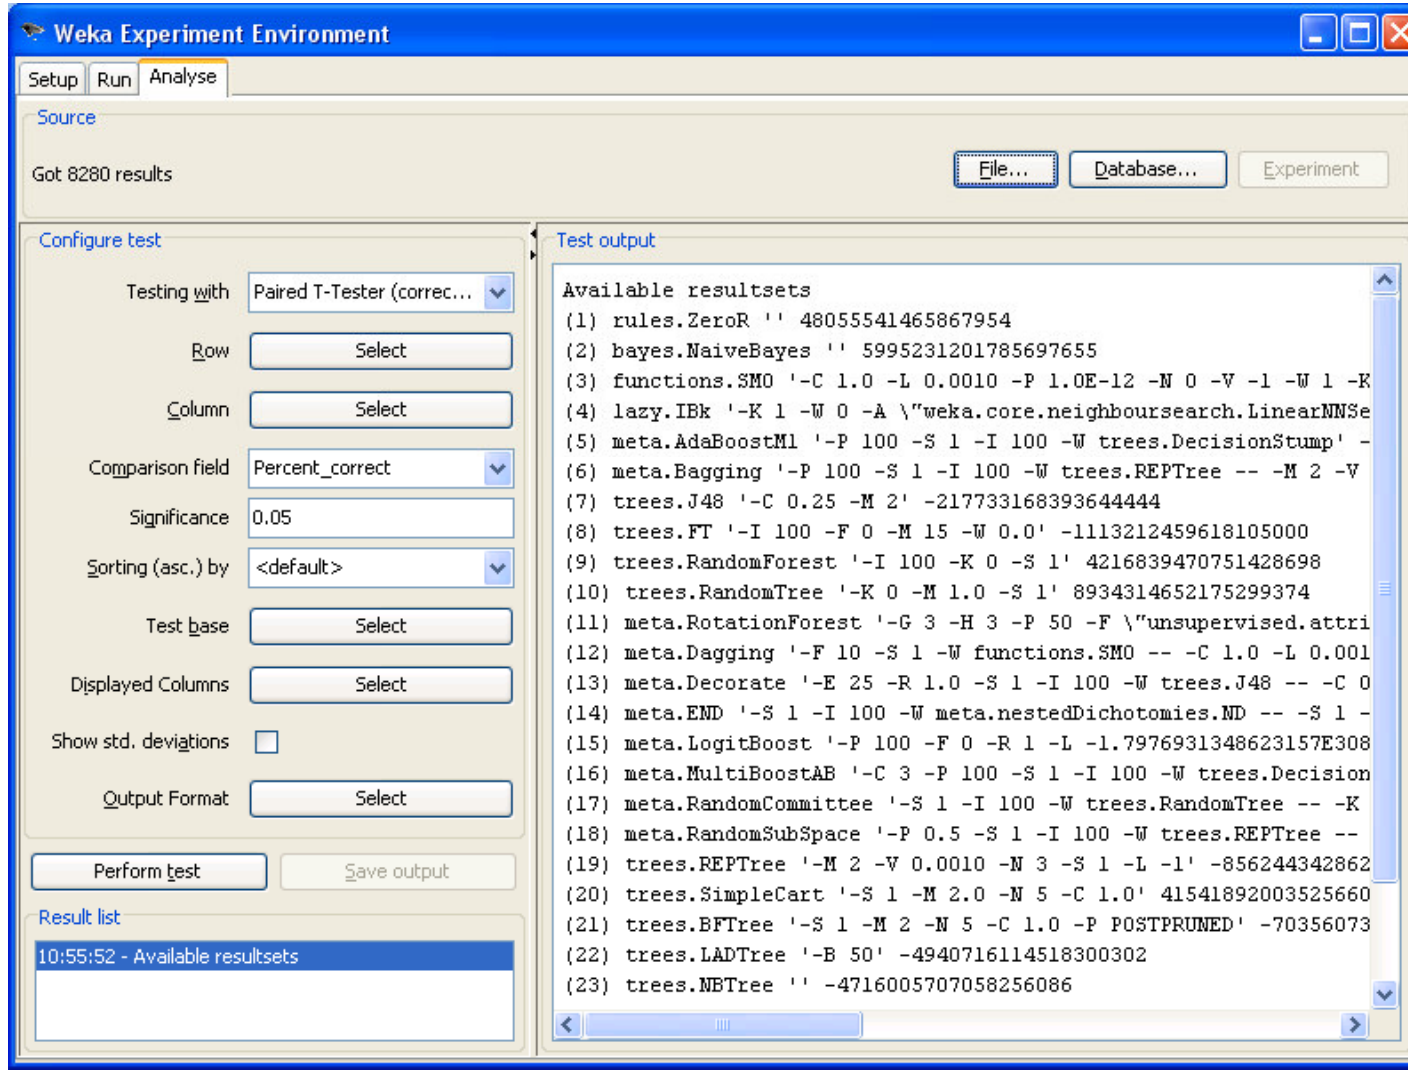 Weka Experiment Environment
Setup Run Analyse
Source
Got 8280 results
File... Database... Experiment
Configure test
Testing with Paired T-Tester (correc...
Row Select
Column Select
Comparison field Percent_correct
Significance 0.05
Sorting (asc.) by <default>
Test base Select
Displayed Columns Select
Show std. deviations
Output Format Select
Perform test Save output
Result list
10:55:52 - Available resultsets
Test output
Available resultsets
(1) rules.ZeroR '' 48055541465867954
(2) bayes.NaiveBayes '' 5995231201785697655
(3) functions.SMO '-C 1.0 -L 0.0010 -P 1.0E-12 -N 0 -V -1 -W 1 -K
(4) lazy.IBk '-K 1 -W 0 -A \"weka.core.neighboursearch.LinearNNSe
(5) meta.AdaBoostM1 '-P 100 -S 1 -I 100 -W trees.DecisionStump' -
(6) meta.Bagging '-P 100 -S 1 -I 100 -W trees.REPTree -- -M 2 -V
(7) trees.J48 '-C 0.25 -M 2' -217733168393644444
(8) trees.FT '-I 100 -F 0 -M 15 -W 0.0' -1113212459618105000
(9) trees.RandomForest '-I 100 -K 0 -S 1' 4216839470751428698
(10) trees.RandomTree '-K 0 -M 1.0 -S 1' 8934314652175299374
(11) meta.RotationForest '-G 3 -H 3 -P 50 -F \"unsupervised.attri
(12) meta.Dagging '-F 10 -S 1 -W functions.SMO -- -C 1.0 -L 0.001
(13) meta.Decorate '-E 25 -R 1.0 -S 1 -I 100 -W trees.J48 -- -C 0
(14) meta.END '-S 1 -I 100 -W meta.nestedDichotomies.ND -- -S 1 -
(15) meta.LogitBoost '-P 100 -F 0 -R 1 -L -1.7976931348623157E308
(16) meta.MultiBoostAB '-C 3 -P 100 -S 1 -I 100 -W trees.Decision
(17) meta.RandomCommittee '-S 1 -I 100 -W trees.RandomTree -- -K
(18) meta.RandomSubSpace '-P 0.5 -S 1 -I 100 -W trees.REPTree --
(19) trees.REPTree '-M 2 -V 0.0010 -N 3 -S 1 -L -1' -856244342862
(20) trees.SimpleCart '-S 1 -M 2.0 -N 5 -C 1.0' 41541892003525660
(21) trees.BFTree '-S 1 -M 2 -N 5 -C 1.0 -P POSTPRUNED' -70356073
(22) trees.LADTree '-B 50' -4940716114518300302
(23) trees.NBTree '' -4716005707058256086